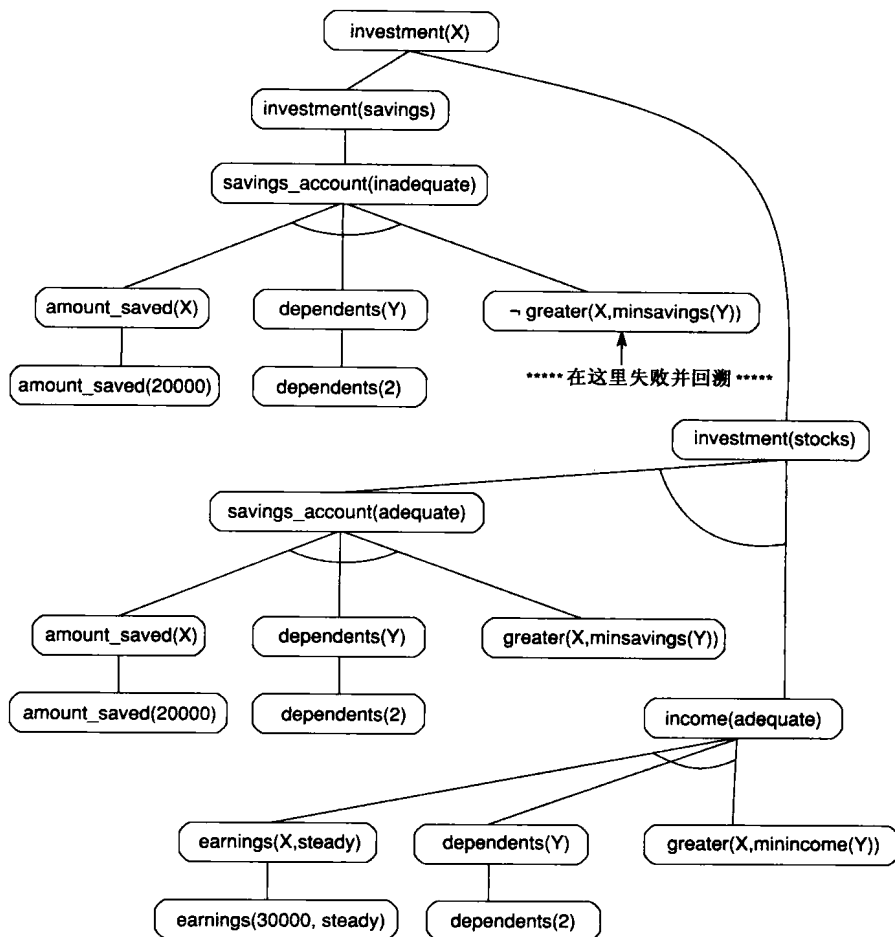 investment(X)
investment(savings)
savings_account(inadequate)
amount_saved(X)
dependents(Y)
¬ greater(X,minsavings(Y))
amount_saved(20000)
dependents(2)
***** 在这里失败并回溯 *****
investment(stocks)
savings_account(adequate)
amount_saved(X)
dependents(Y)
greater(X,minsavings(Y))
amount_saved(20000)
dependents(2)
income(adequate)
earnings(X,steady)
dependents(Y)
greater(X,minincome(Y))
earnings(30000, steady)
dependents(2)